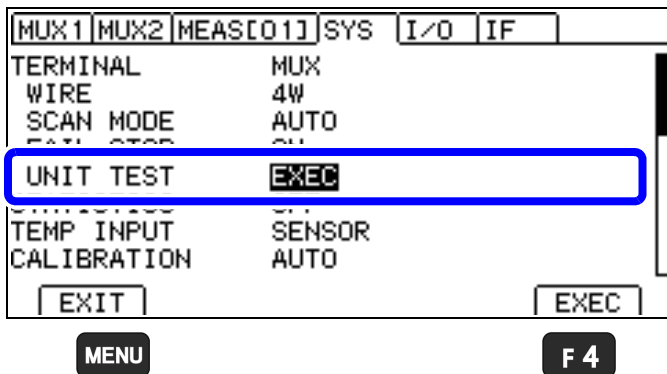 MUX1 MUX2 MEAS[01] SYS I/O IF
TERMINAL MUX
WIRE 4W
SCAN MODE AUTO
UNIT TEST EXEC
TEMP INPUT SENSOR
CALIBRATION AUTO
EXIT EXEC
MENU F 4